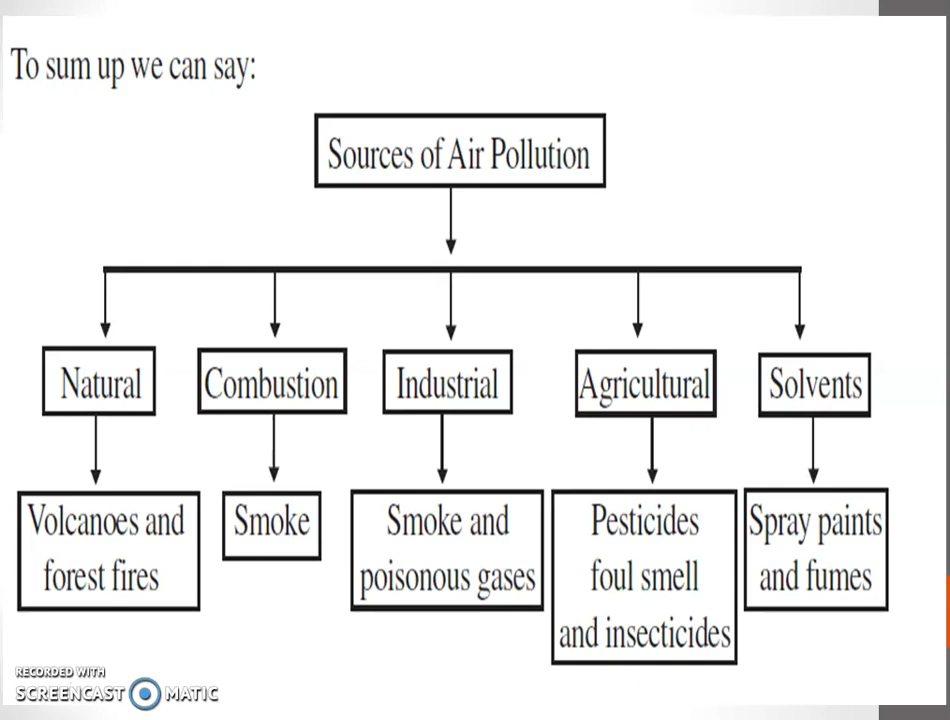 To sum up we can say:
Sources of Air Pollution
Natural
Combustion
Industrial
Agricultural
Solvents
Volcanoes and
forest fires
Smoke
Smoke and
poisonous gases
Pesticides
foul smell
and insecticides
Spray paints
and fumes
RECORDED WITH
SCREENCAST MATIC